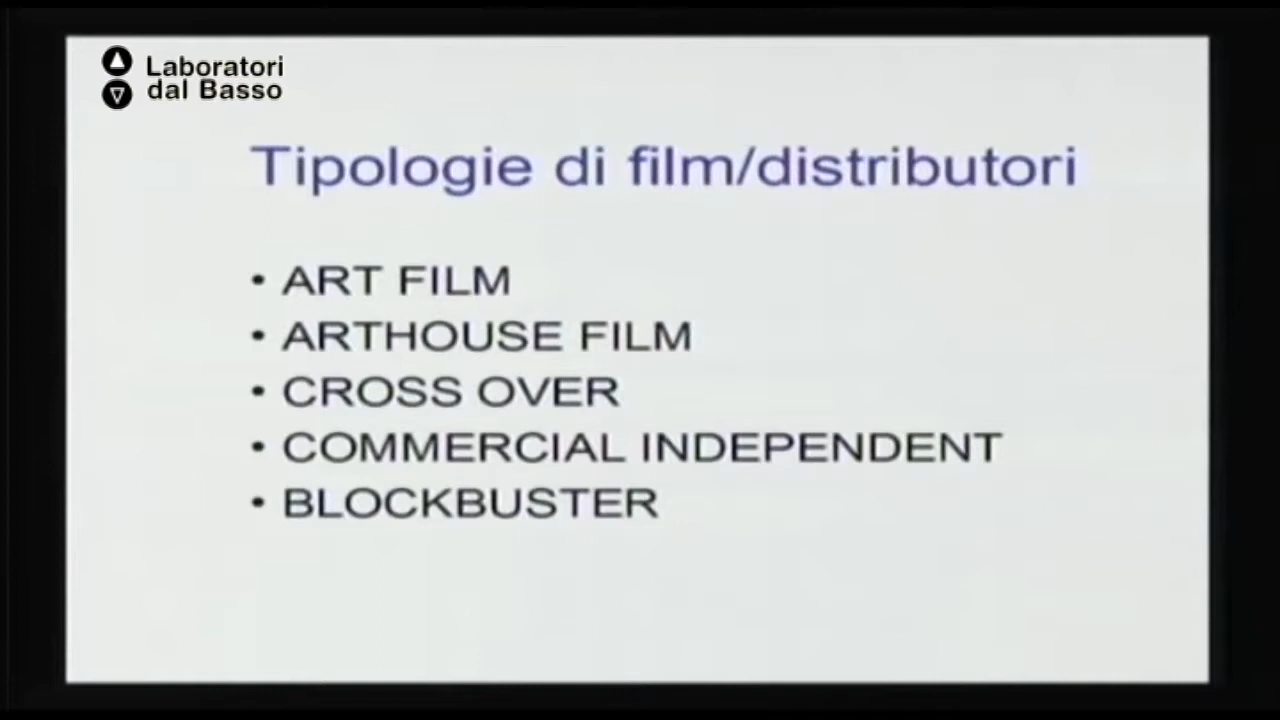 Laboratori
dal Basso
Tipologie di film/distributori
• ART FILM
• ARTHOUSE FILM
• CROSS OVER
• COMMERCIAL INDEPENDENT
• BLOCKBUSTER